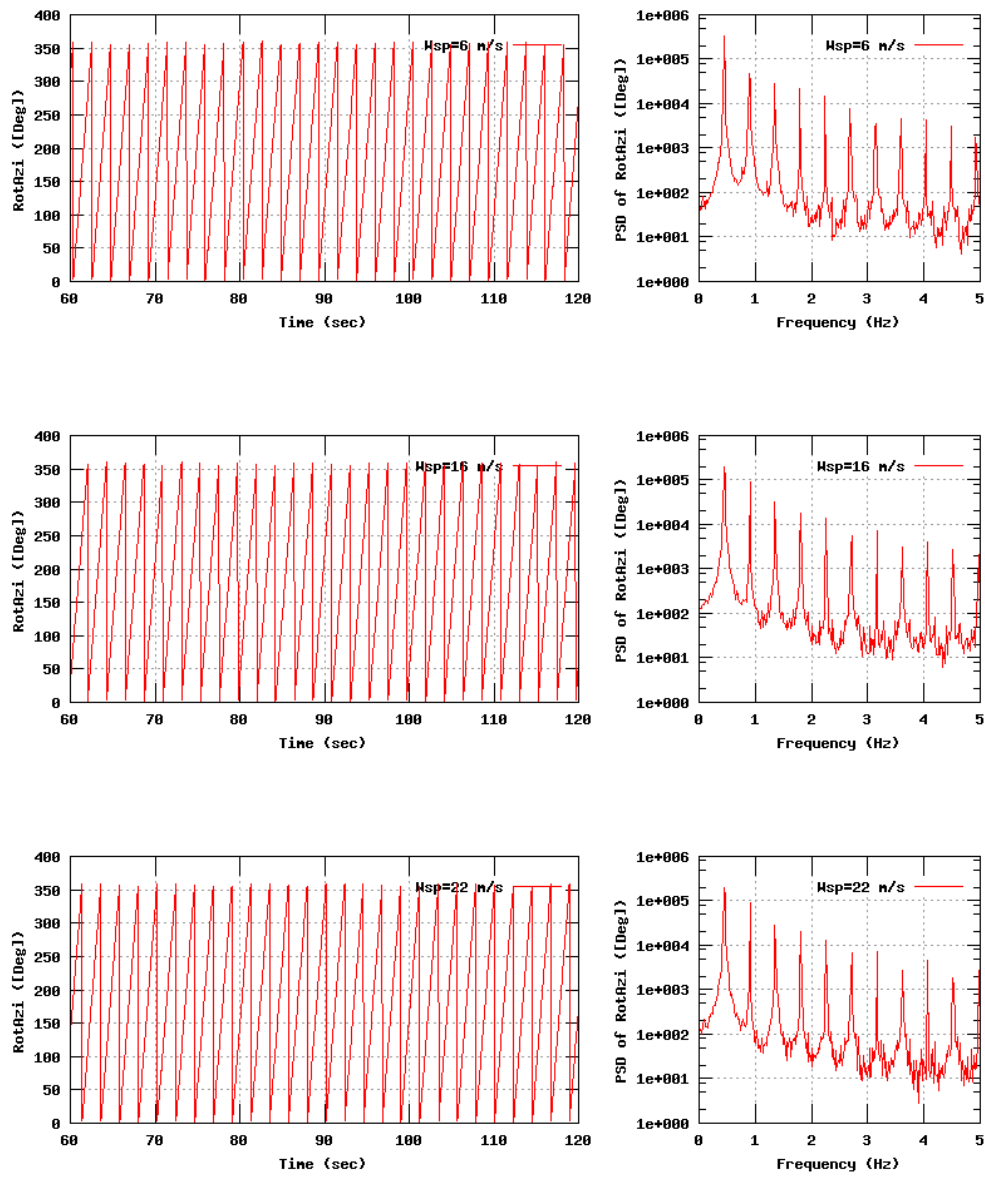 400
350
300
250
200
150
100
50
0
RotAzi ([Deg])
Wsp=6 m/s
60 70 80 90 100 110 120
Time (sec)
1e+006
1e+005
1e+004
1e+003
1e+002
1e+001
1e+000
PSD of RotAzi ([Deg])
Wsp=6 m/s
0 1 2 3 4 5
Frequency (Hz)
400
350
300
250
200
150
100
50
0
RotAzi ([Deg])
Wsp=16 m/s
60 70 80 90 100 110 120
Time (sec)
1e+006
1e+005
1e+004
1e+003
1e+002
1e+001
1e+000
PSD of RotAzi ([Deg])
Wsp=16 m/s
0 1 2 3 4 5
Frequency (Hz)
400
350
300
250
200
150
100
50
0
RotAzi ([Deg])
Wsp=22 m/s
60 70 80 90 100 110 120
Time (sec)
1e+006
1e+005
1e+004
1e+003
1e+002
1e+001
1e+000
PSD of RotAzi ([Deg])
Wsp=22 m/s
0 1 2 3 4 5
Frequency (Hz)